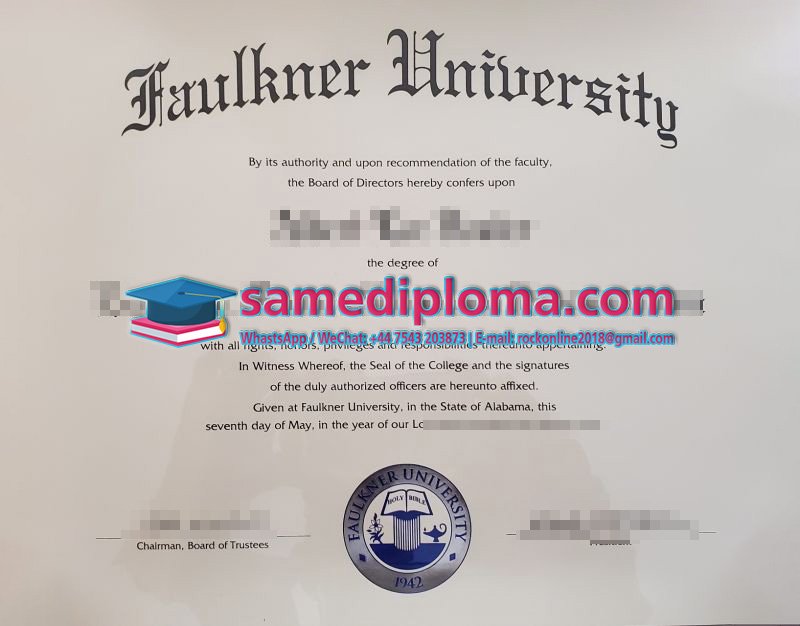 Faulkner University
By its authority and upon recommendation of the faculty,
the Board of Directors hereby confers upon
the degree of
samediploma.com
WhatsApp / WeChat: +44 7543 203873 | E-mail: rockonline2018@gmail.com
with all rights, honors, privileges and responsibilities thereunto appertaining.
In Witness Whereof, the Seal of the College and the signatures
of the duly authorized officers are hereunto affixed.
Given at Faulkner University, in the State of Alabama, this
seventh day of May, in the year of our
FAULKNER UNIVERSITY
HOLY BIBLE
1942
Chairman, Board of Trustees
President